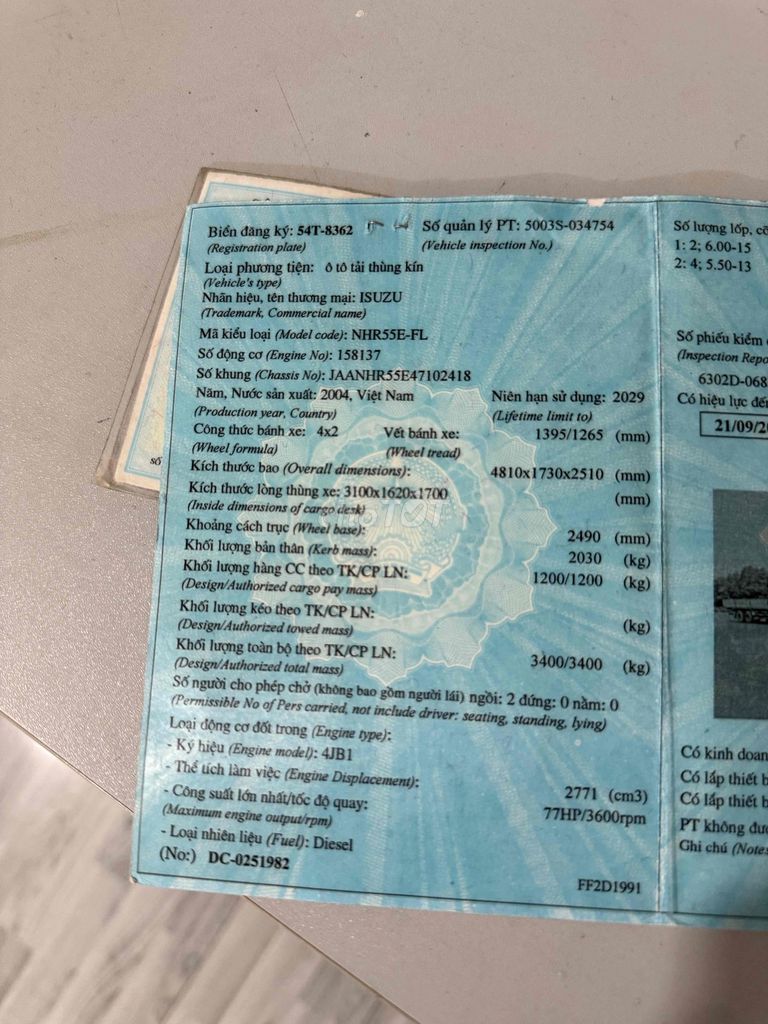 Biển đăng ký: 54T-8362
Số quản lý PT: 5003S-034754
(Registration plate)
(Vehicle inspection No.)
Loại phương tiện: ô tô tải thùng kín
(Vehicle's type)
Nhãn hiệu, tên thương mại: ISUZU
(Trademark, Commercial name)
Mã kiểu loại (Model code): NHR55E-FL
Số động cơ (Engine No): 158137
Số khung (Chassis No): JAANHR55E47102418
Năm, Nước sản xuất: 2004, Việt Nam
Niên hạn sử dụng: 2029
(Production year, Country)
(Lifetime limit to)
Công thức bánh xe: 4x2
Vết bánh xe:
1395/1265 (mm)
(Wheel formula)
(Wheel tread)
Kích thước bao (Overall dimensions):
4810x1730x2510 (mm)
Kích thước lòng thùng xe: 3100x1620x1700
(mm)
(Inside dimensions of cargo desk)
Khoảng cách trục (Wheel base):
2490 (mm)
Khối lượng bản thân (Kerb mass):
2030 (kg)
Khối lượng hàng CC theo TK/CP LN:
1200/1200 (kg)
(Design/Authorized cargo pay mass)
Khối lượng kéo theo TK/CP LN:
(kg)
(Design/Authorized towed mass)
Khối lượng toàn bộ theo TK/CP LN:
3400/3400 (kg)
(Design/Authorized total mass)
Số người cho phép chở (không bao gồm người lái) ngồi: 2 đứng: 0 nằm: 0
(Permissible No of Pers carried, not include driver: seating, standing, lying)
Loại động cơ đốt trong (Engine type):
- Ký hiệu (Engine model): 4JB1
- Thể tích làm việc (Engine Displacement):
2771 (cm3)
- Công suất lớn nhất/tốc độ quay:
77HP/3600rpm
(Maximum engine output/rpm)
- Loại nhiên liệu (Fuel): Diesel
(No:) DC-0251982
FF2D1991
Số lượng lốp, cỡ
1: 2; 6.00-15
2: 4; 5.50-13
Số phiếu kiểm
(Inspection Repo
6302D-068
Có hiệu lực đến
21/09/20
Có kinh doan
Có lắp thiết b
Có lắp thiết b
PT không đư
Ghi chú (Notes
số